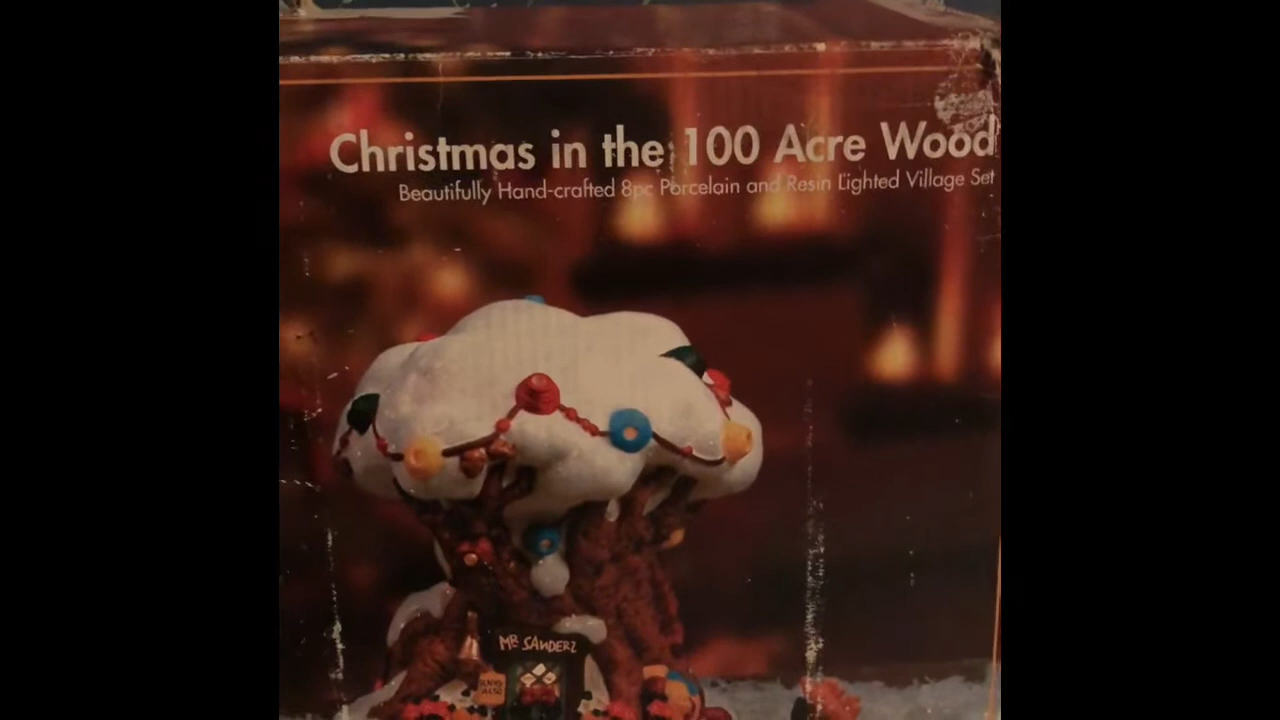 Christmas in the 100 Acre Wood
Beautifully Hand-crafted 8pc Porcelain and Resin Lighted Village Set
MR SANDERZ